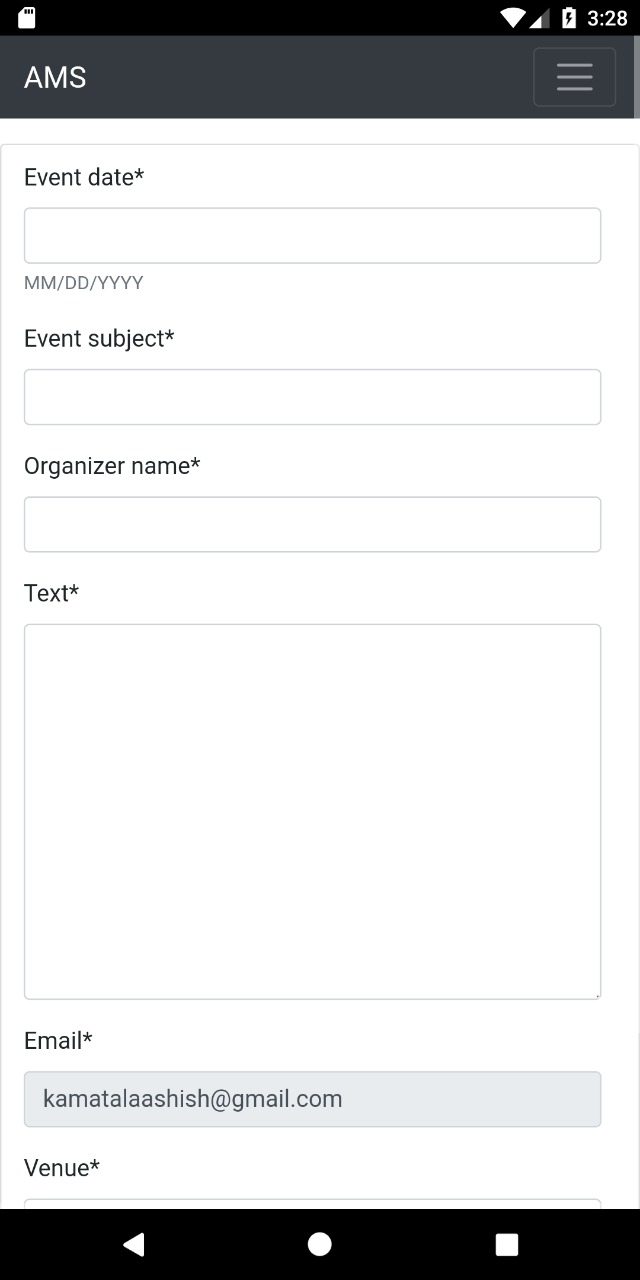 3:28
AMS
Event date*
MM/DD/YYYY
Event subject*
Organizer name*
Text*
Email*
kamatalaashish@gmail.com
Venue*